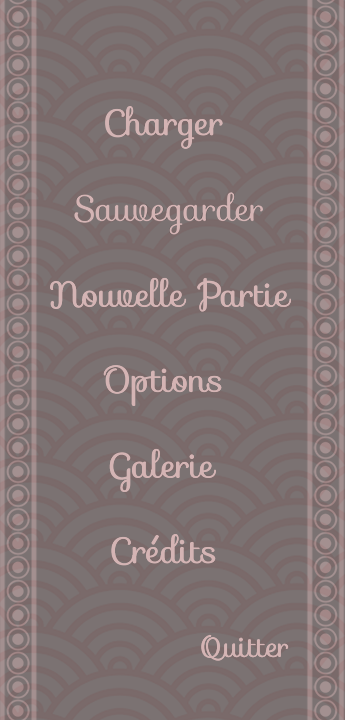 Charger
Sauvegarder
Nouvelle Partie
Options
Galerie
Crédits
Quitter